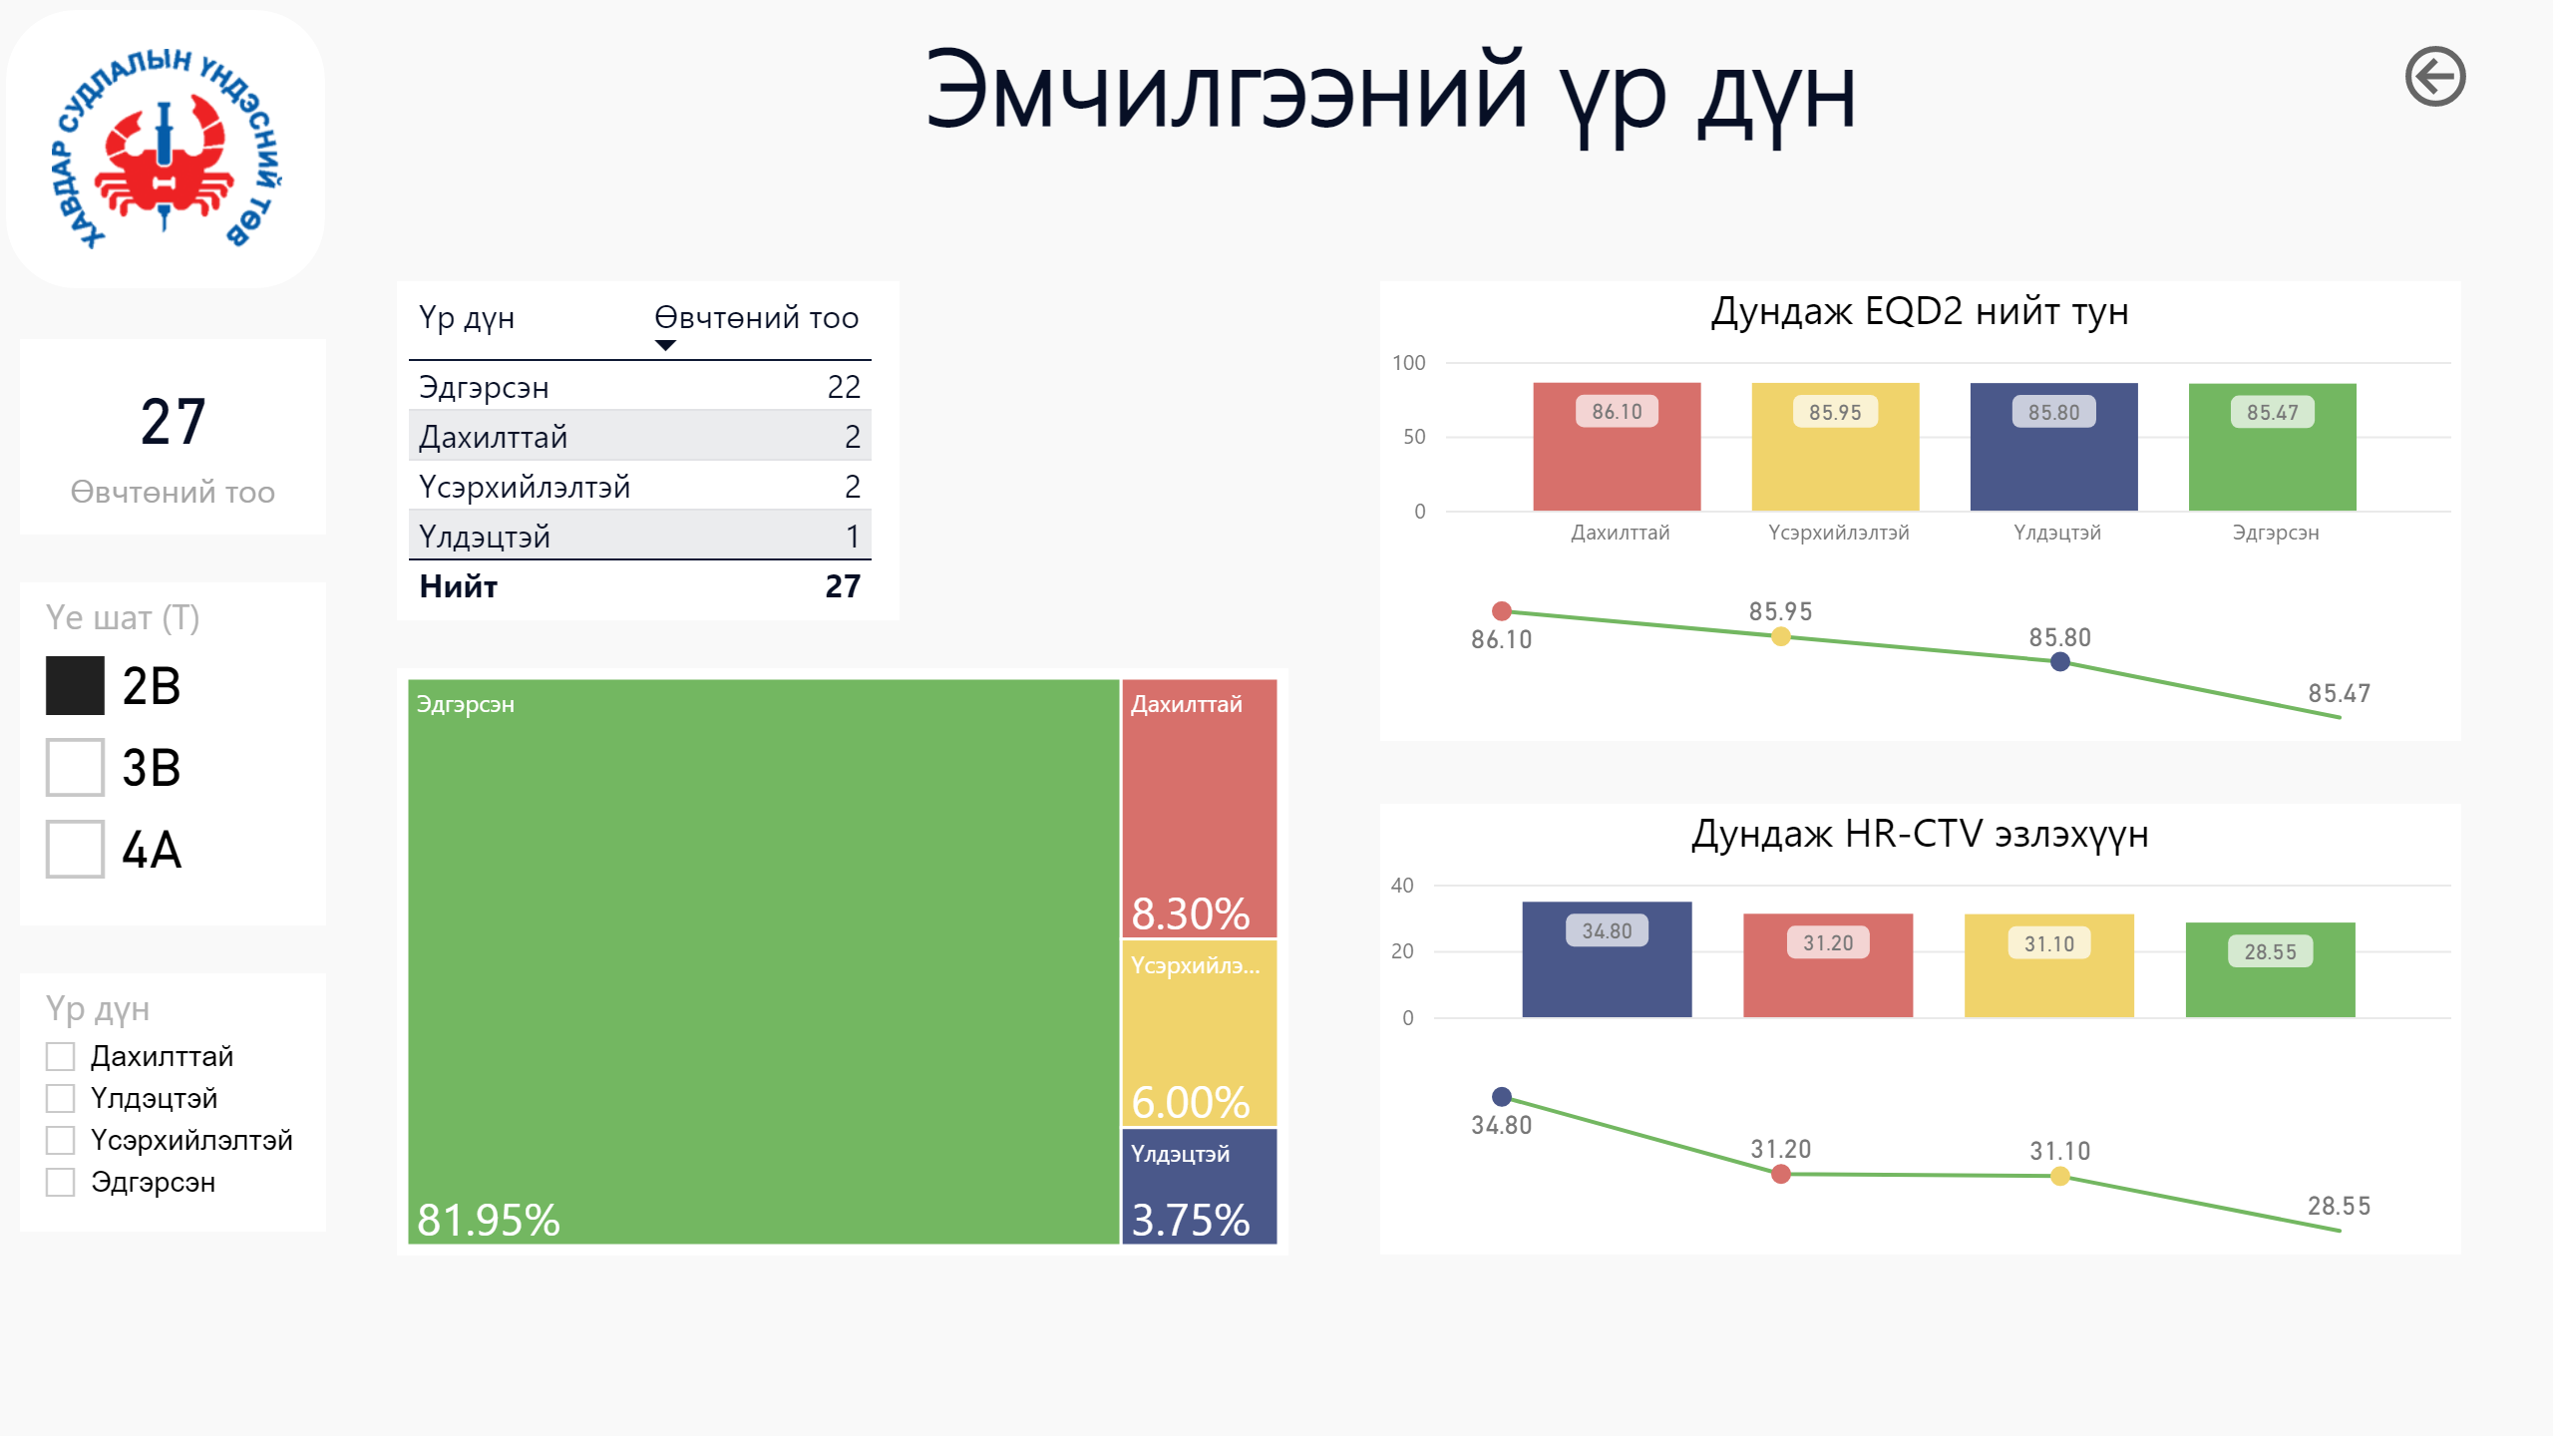 ХАВДАР СУДЛАЛЫН ҮНДЭСНИЙ ТӨВ
Эмчилгээний үр дүн
27
Өвчтөний тоо
Үе шат (T)
2B
3B
4A
Үр дүн
Дахилттай
Үлдэцтэй
Үсэрхийлэлтэй
Эдгэрсэн
Үр дүн Өвчтөний тоо
Эдгэрсэн 22
Дахилттай 2
Үсэрхийлэлтэй 2
Үлдэцтэй 1
Нийт 27
Эдгэрсэн
81.95%
Дахилттай
8.30%
Үсэрхийлэ...
6.00%
Үлдэцтэй
3.75%
Дундаж EQD2 нийт тун
100
50
0
86.10 85.95 85.80 85.47
Дахилттай Үсэрхийлэлтэй Үлдэцтэй Эдгэрсэн
86.10
85.95
85.80
85.47
Дундаж HR-CTV эзлэхүүн
40
20
0
34.80 31.20 31.10 28.55
34.80
31.20
31.10
28.55